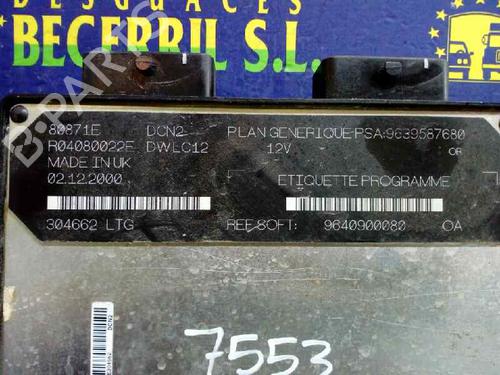 DESGUACES
BECERRIL S.L.
B-PARTS
80871E DCN2 PLAN GENERIQUE PSA:9639587680
R04080022F DWLC12 12V OR
MADE IN UK
02.12.2000 ETIQUETTE PROGRAMME
304662 LTG REF SOFT: 9640900080 OA
7553